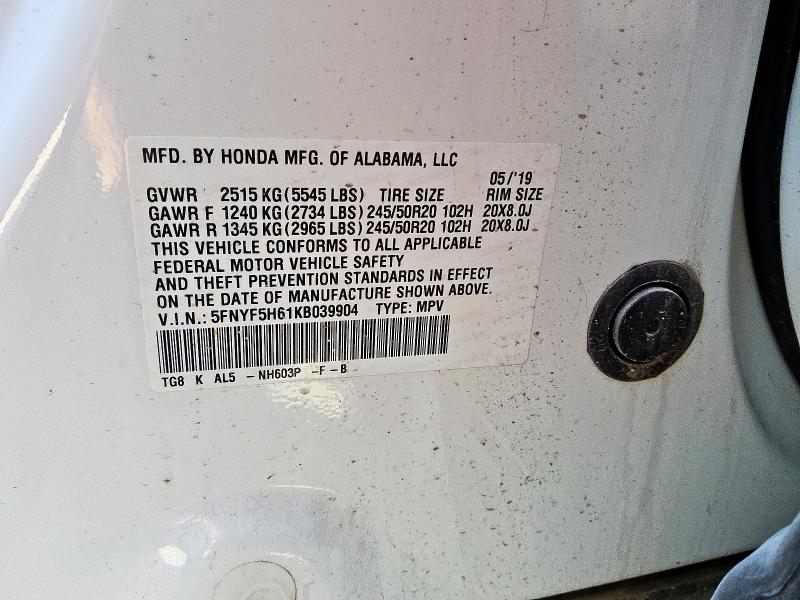 MFD. BY HONDA MFG. OF ALABAMA, LLC
05/'19
GVWR 2515 KG(5545 LBS) TIRE SIZE RIM SIZE
GAWR F 1240 KG(2734 LBS) 245/50R20 102H 20X8.0J
GAWR R 1345 KG(2965 LBS) 245/50R20 102H 20X8.0J
THIS VEHICLE CONFORMS TO ALL APPLICABLE
FEDERAL MOTOR VEHICLE SAFETY
AND THEFT PREVENTION STANDARDS IN EFFECT
ON THE DATE OF MANUFACTURE SHOWN ABOVE.
V.I.N.: 5FNYF5H61KB039904 TYPE: MPV
TG8 K AL5 -NH603P -F-B